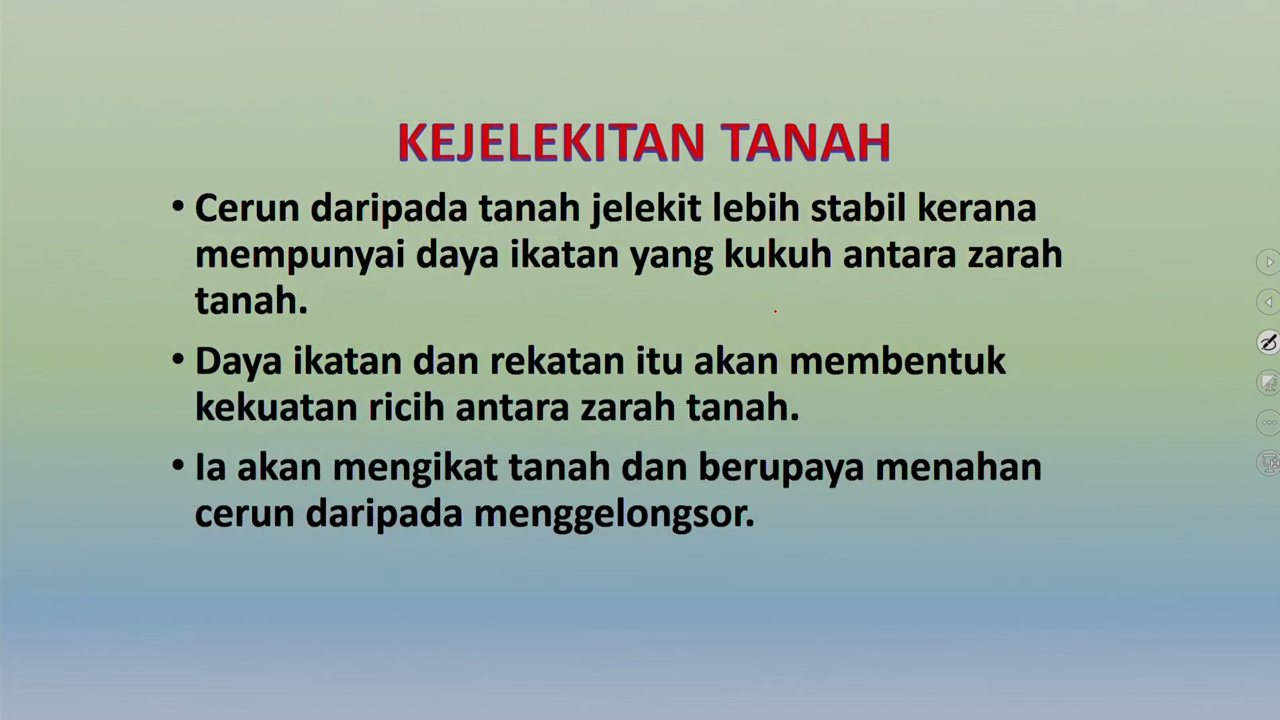 KEJELEKITAN TANAH
• Cerun daripada tanah jelekit lebih stabil kerana
mempunyai daya ikatan yang kukuh antara zarah
tanah.
• Daya ikatan dan rekatan itu akan membentuk
kekuatan ricih antara zarah tanah.
• Ia akan mengikat tanah dan berupaya menahan
cerun daripada menggelongsor.